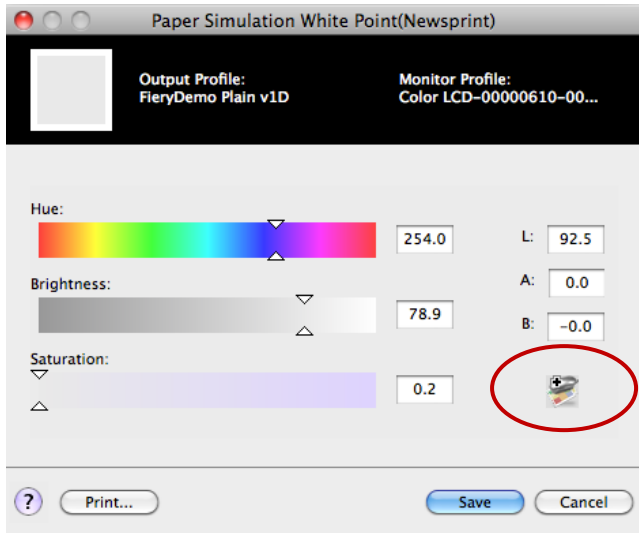 Paper Simulation White Point(Newsprint)
Output Profile:
FieryDemo Plain v1D
Monitor Profile:
Color LCD-00000610-00...
Hue:
254.0
L: 92.5
Brightness:
A: 0.0
78.9
B: -0.0
Saturation:
0.2
? Print... Save Cancel